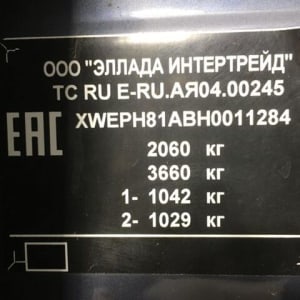 ООО "ЭЛЛАДА ИНТЕРТРЕЙД"
ТС RU E-RU.АЯ04.00245
EAC XWEPH81ABH0011284
2060 кг
3660 кг
1- 1042 кг
2- 1029 кг